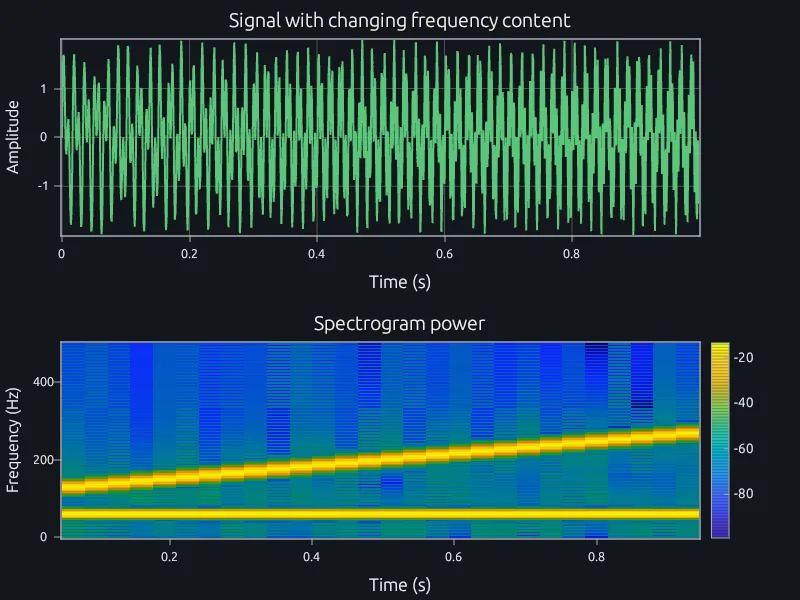 Signal with changing frequency content
Amplitude
1
0
-1
0 0.2 0.4 0.6 0.8
Time (s)
Spectrogram power
Frequency (Hz)
400
200
0
0.2 0.4 0.6 0.8
Time (s)
-20
-40
-60
-80